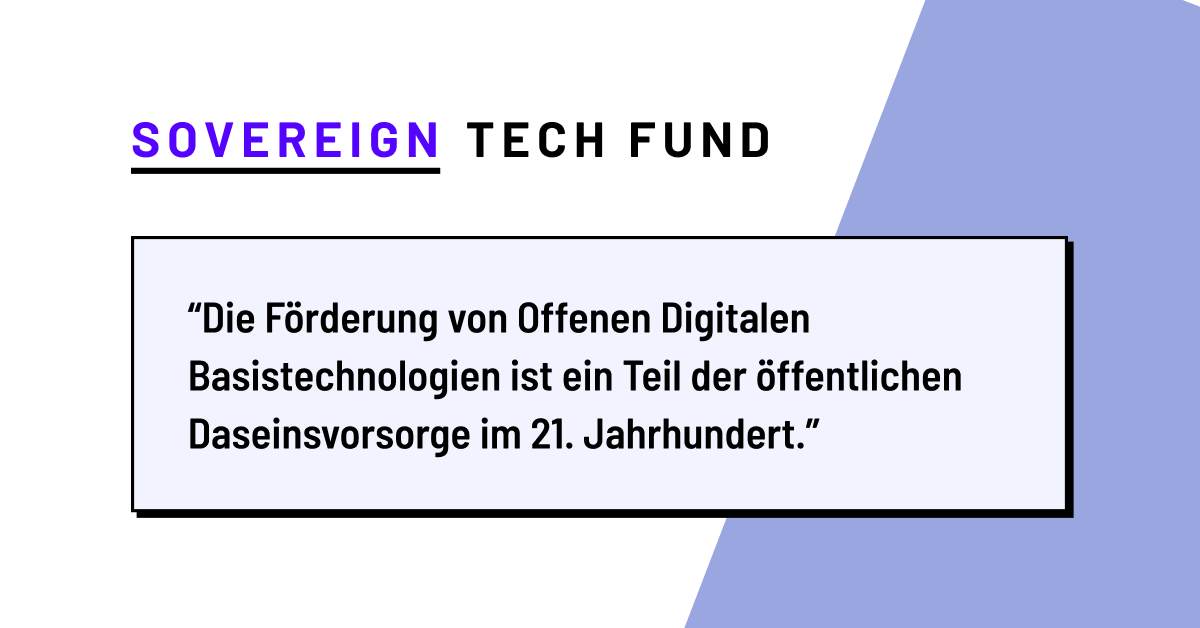 SOVEREIGN TECH FUND
“Die Förderung von Offenen Digitalen
Basistechnologien ist ein Teil der öffentlichen
Daseinsvorsorge im 21. Jahrhundert.”